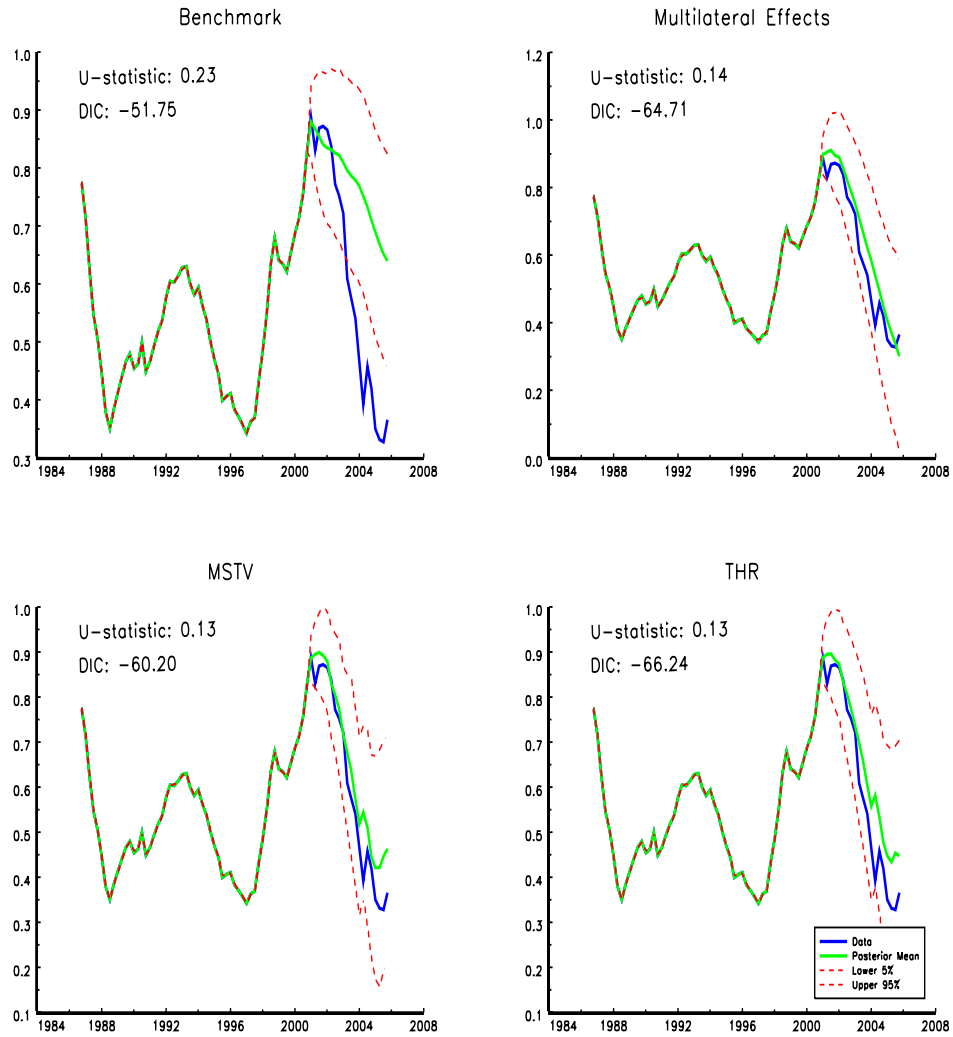 Benchmark
U-statistic: 0.23
DIC: -51.75
1.0
0.9
0.8
0.7
0.6
0.5
0.4
0.3
1984 1988 1992 1996 2000 2004 2008
Multilateral Effects
U-statistic: 0.14
DIC: -64.71
1.2
1.0
0.8
0.6
0.4
0.2
0.0
1984 1988 1992 1996 2000 2004 2008
MSTV
U-statistic: 0.13
DIC: -60.20
1.0
0.9
0.8
0.7
0.6
0.5
0.4
0.3
0.2
0.1
1984 1988 1992 1996 2000 2004 2008
THR
U-statistic: 0.13
DIC: -66.24
1.0
0.9
0.8
0.7
0.6
0.5
0.4
0.3
0.2
0.1
1984 1988 1992 1996 2000 2004 2008
Data
Posterior Mean
Lower 5%
Upper 95%